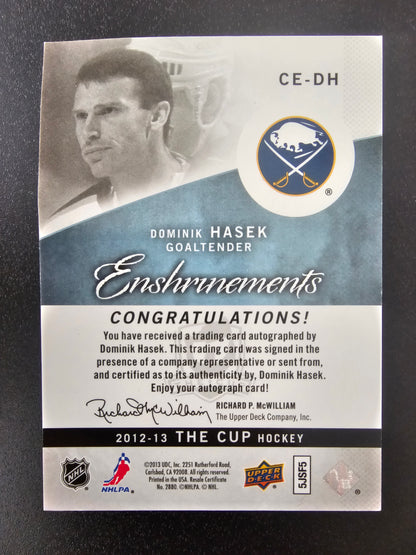 CE-DH
®
DOMINIK HASEK
GOALTENDER
Enshrinements
CONGRATULATIONS!
You have received a trading card autographed by
Dominik Hasek. This trading card was signed in the
presence of a company representative or sent from,
and certified as to its authenticity by, Dominik Hasek.
Enjoy your autograph card!
Richard P. McWilliam
RICHARD P. McWILLIAM
The Upper Deck Company, Inc.
2012-13 THE CUP HOCKEY
NHL
NHLPA.
©2013 UDC, Inc. 2251 Rutherford Road,
Carlsbad, CA 92008. All rights reserved.
Printed in the USA. Resale Certificate
No. 2880. ©NHLPA. © NHL.
UPPER
DECK
5JSF5
®